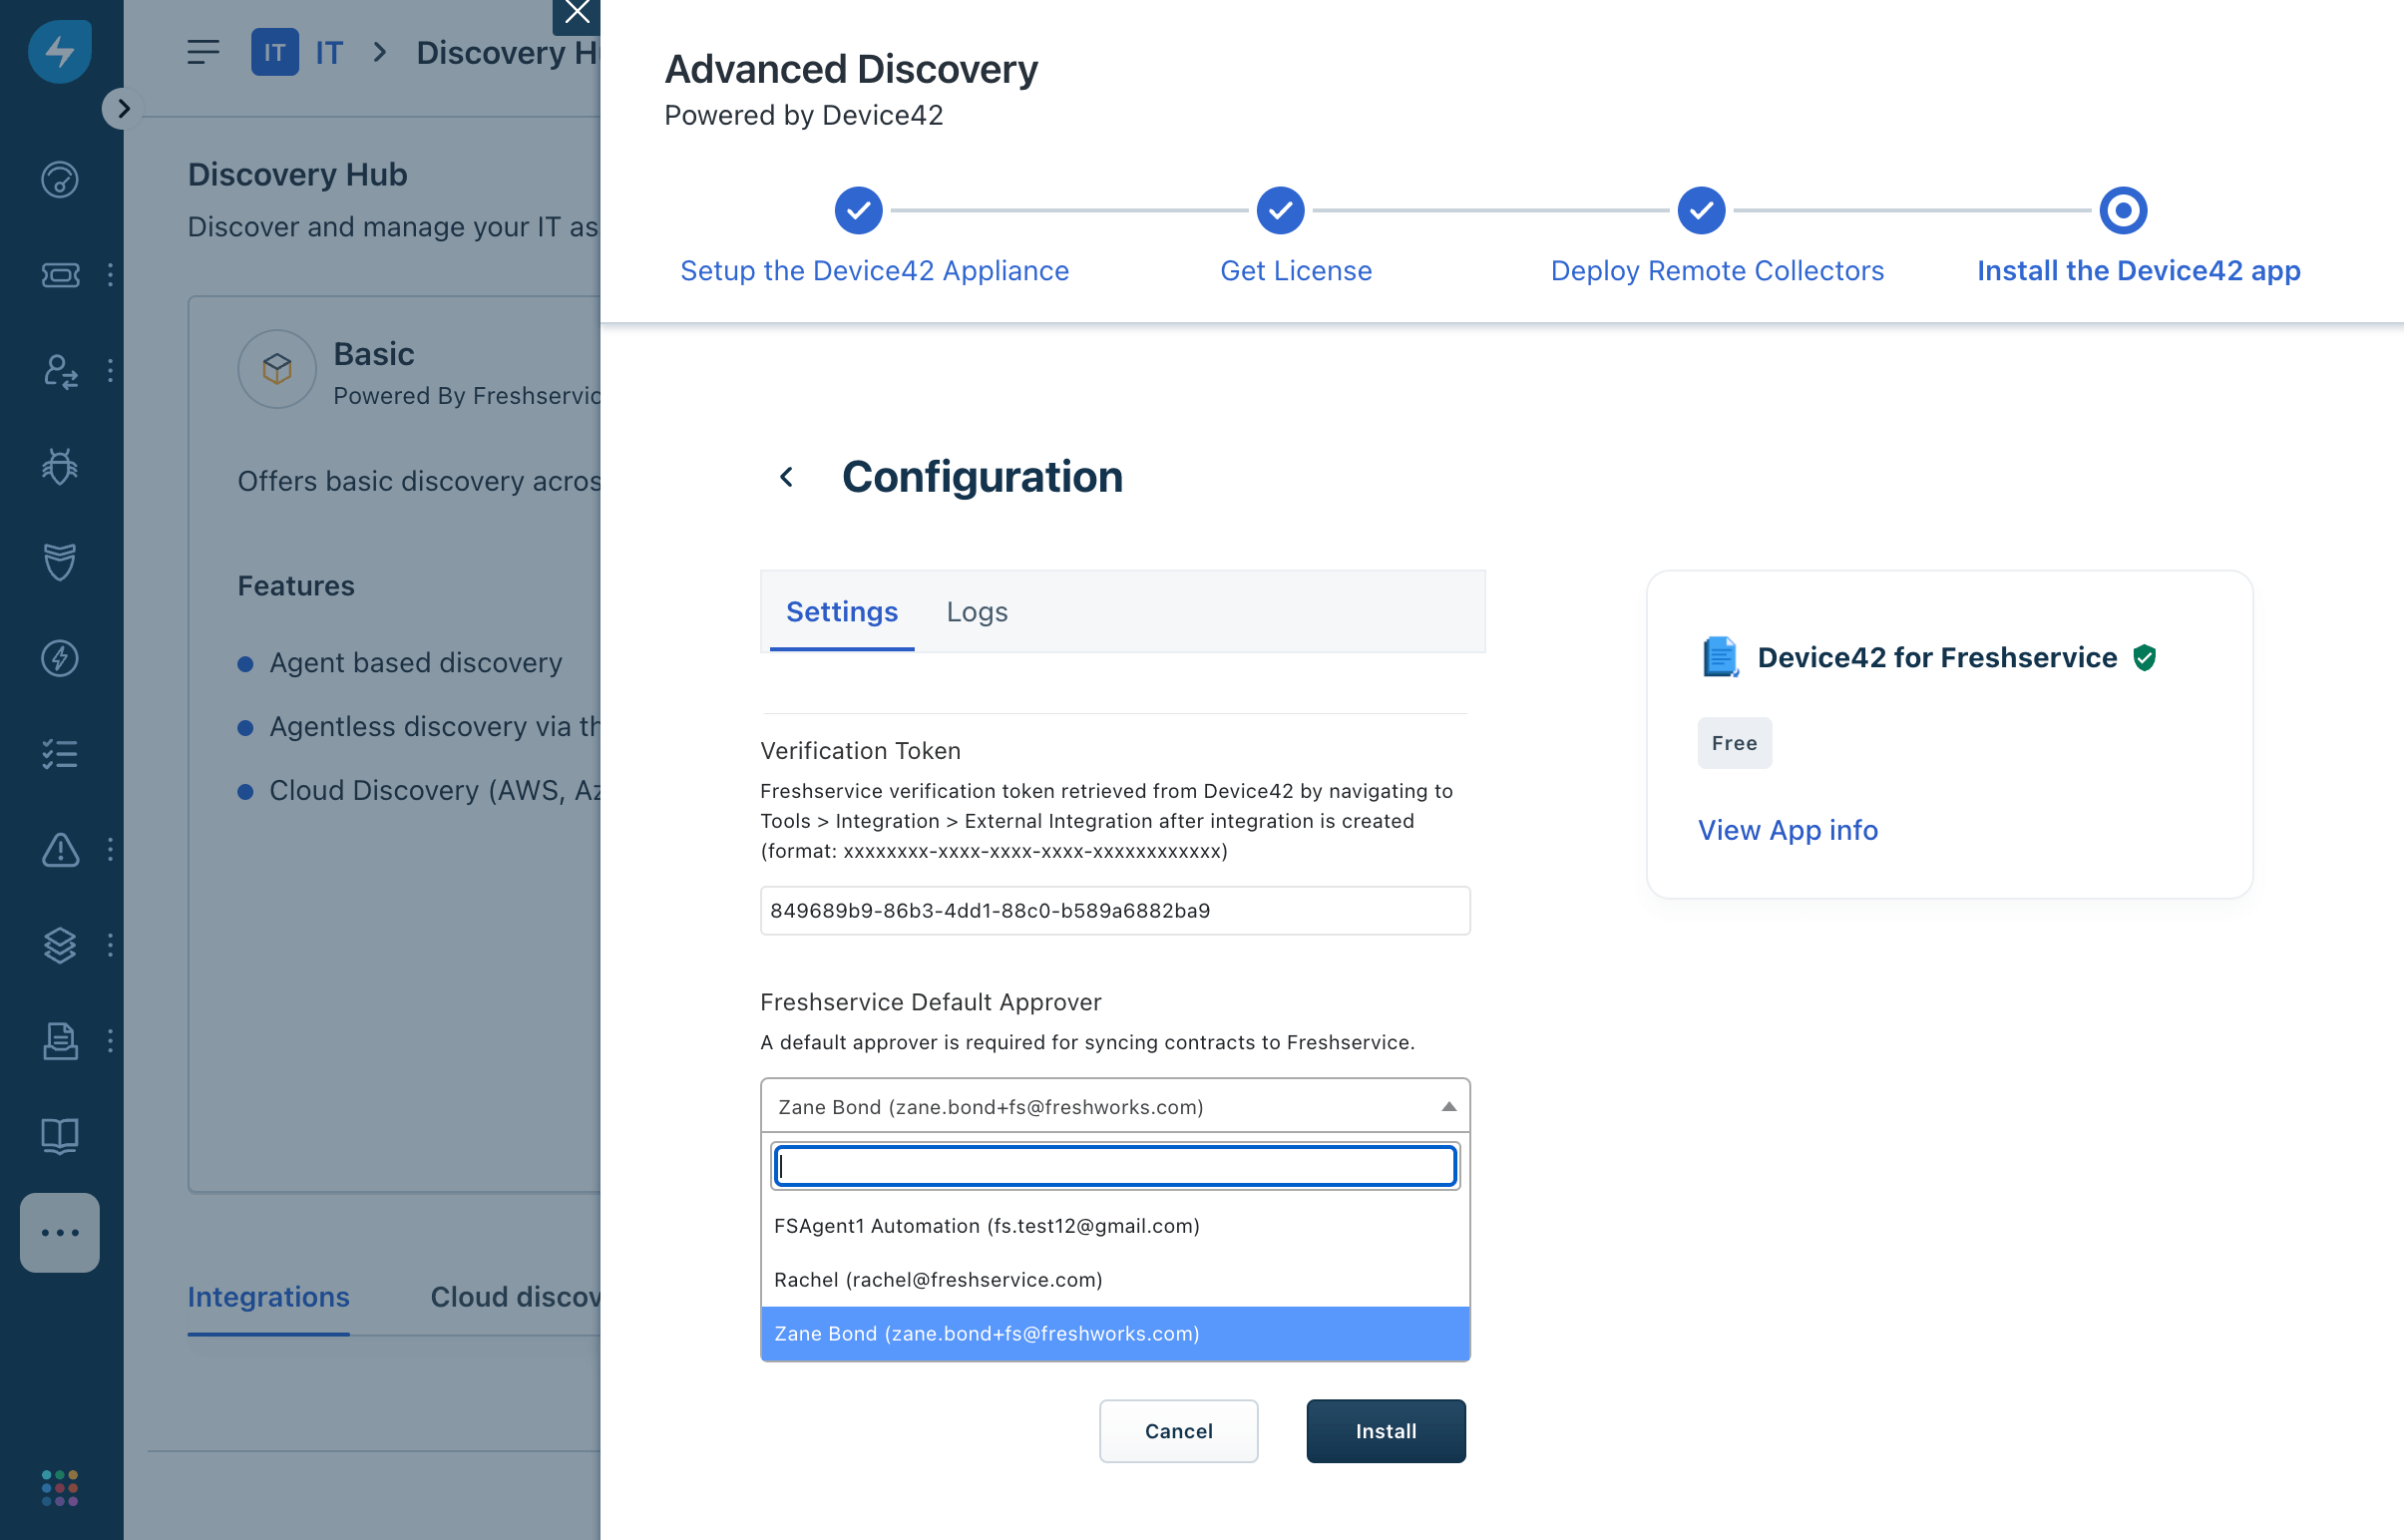 IT
IT
Discovery H
Discovery Hub
Discover and manage your IT as
Basic
Powered By Freshservic
Offers basic discovery acros
Features
Agent based discovery
Agentless discovery via th
Cloud Discovery (AWS, Az
Integrations
Cloud discov
Advanced Discovery
Powered by Device42
Setup the Device42 Appliance
Get License
Deploy Remote Collectors
Install the Device42 app
Configuration
Settings
Logs
Verification Token
Freshservice verification token retrieved from Device42 by navigating to
Tools > Integration > External Integration after integration is created
(format: xxxxxxxx-xxxx-xxxx-xxxx-xxxxxxxxxxxx)
849689b9-86b3-4dd1-88c0-b589a6882ba9
Freshservice Default Approver
A default approver is required for syncing contracts to Freshservice.
Zane Bond (zane.bond+fs@freshworks.com)
FSAgent1 Automation (fs.test12@gmail.com)
Rachel (rachel@freshservice.com)
Zane Bond (zane.bond+fs@freshworks.com)
Cancel
Install
Device42 for Freshservice
Free
View App info